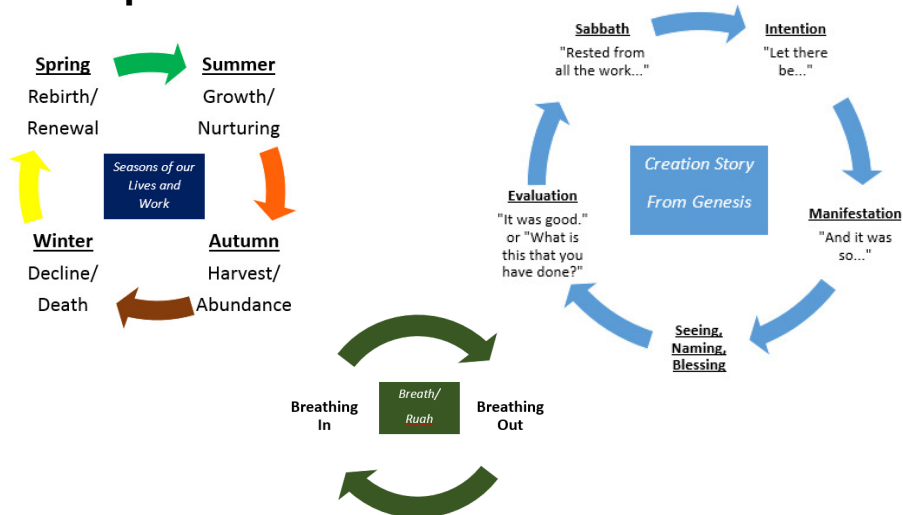 Spring
Rebirth/
Renewal
Summer
Growth/
Nurturing
Seasons of our
Lives and
Work
Winter
Decline/
Death
Autumn
Harvest/
Abundance
Breathing
In
Breath/
Ruah
Breathing
Out
Sabbath
"Rested from
all the work..."
Intention
"Let there
be..."
Creation Story
From Genesis
Evaluation
"It was good."
or "What is
this that you
have done?"
Manifestation
"And it was
so..."
Seeing,
Naming,
Blessing